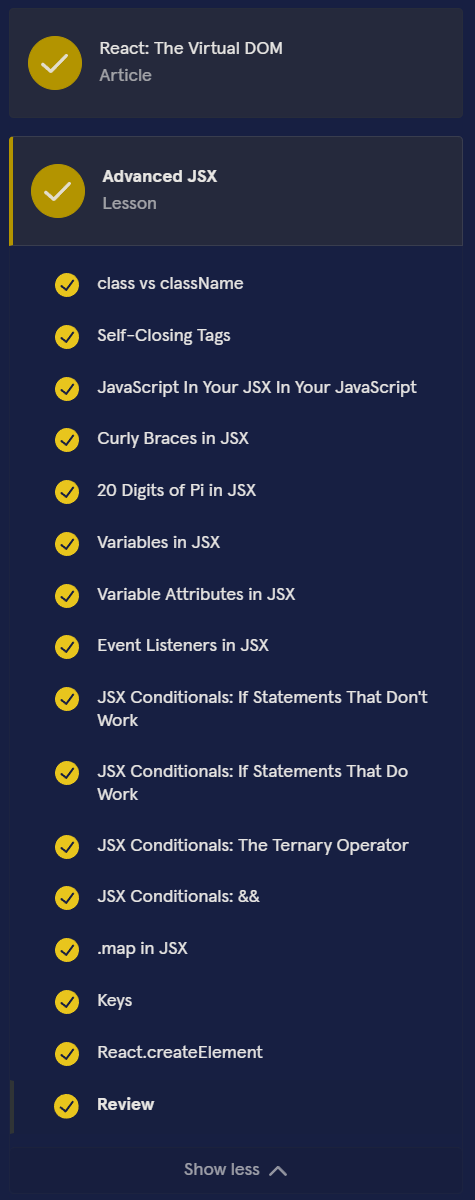 React: The Virtual DOM
Article
Advanced JSX
Lesson
class vs className
Self-Closing Tags
JavaScript In Your JSX In Your JavaScript
Curly Braces in JSX
20 Digits of Pi in JSX
Variables in JSX
Variable Attributes in JSX
Event Listeners in JSX
JSX Conditionals: If Statements That Don't
Work
JSX Conditionals: If Statements That Do
Work
JSX Conditionals: The Ternary Operator
JSX Conditionals: &&
.map in JSX
Keys
React.createElement
Review
Show less